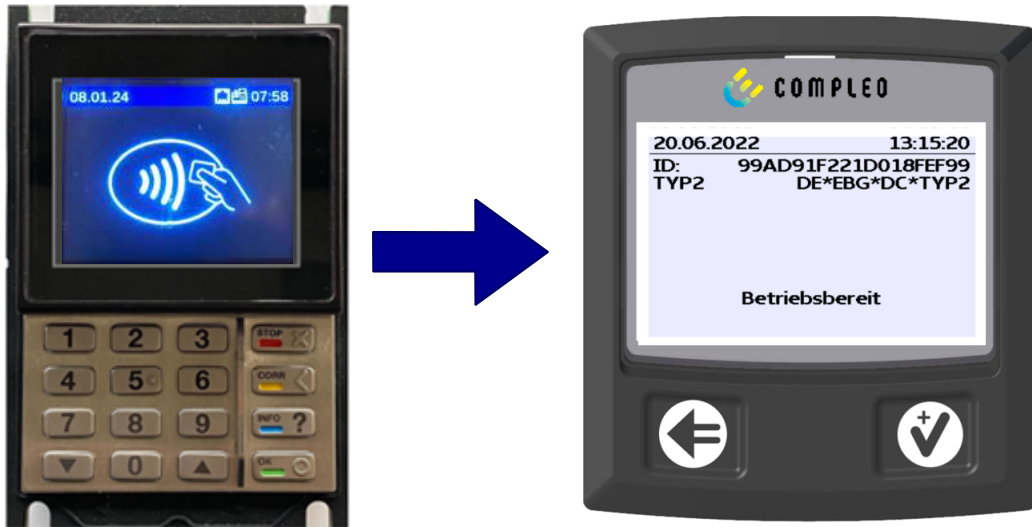 08.01.24 07:58
1 2 3 STOP
4 5 6 CORR
7 8 9 INFO ?
0 OK
COMPLEO
20.06.2022 13:15:20
ID: 99AD91F221D018FEF99
TYP2 DE*EBG*DC*TYP2
Betriebsbereit